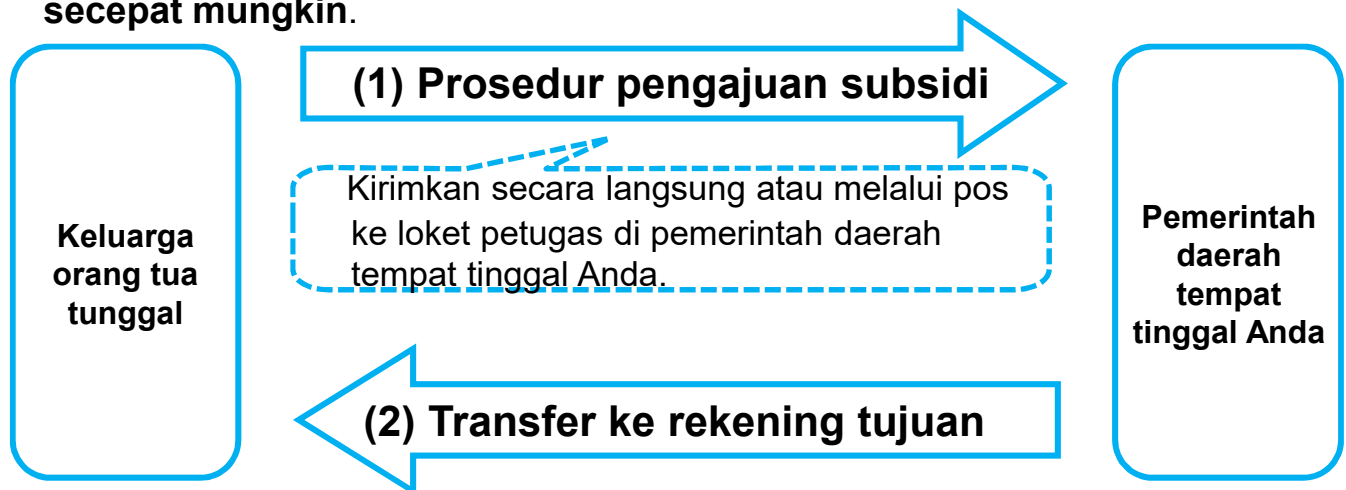 secepat mungkin.
(1) Prosedur pengajuan subsidi
Kirimkan secara langsung atau melalui pos
ke loket petugas di pemerintah daerah
tempat tinggal Anda.
Keluarga
orang tua
tunggal
Pemerintah
daerah
tempat
tinggal Anda
(2) Transfer ke rekening tujuan